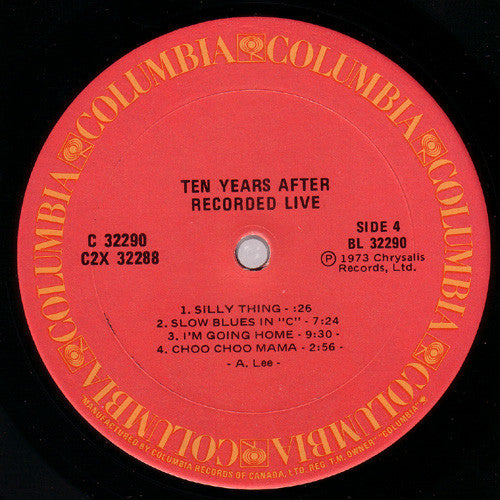 COLUMBIA COLUMBIA COLUMBIA COLUMBIA COLUMBIA COLUMBIA COLUMBIA COLUMBIA
TEN YEARS AFTER
RECORDED LIVE
C 32290
C2X 32288
SIDE 4
BL 32290
Ⓟ 1973 Chrysalis
Records, Ltd.
1. SILLY THING - :26
2. SLOW BLUES IN "C" - 7:24
3. I'M GOING HOME - 9:30 -
4. CHOO CHOO MAMA - 2:56 -
- A. Lee -
"MANUFACTURED BY COLUMBIA RECORDS OF CANADA, LTD. REG. T.M. OWNER "COLUMBIA"